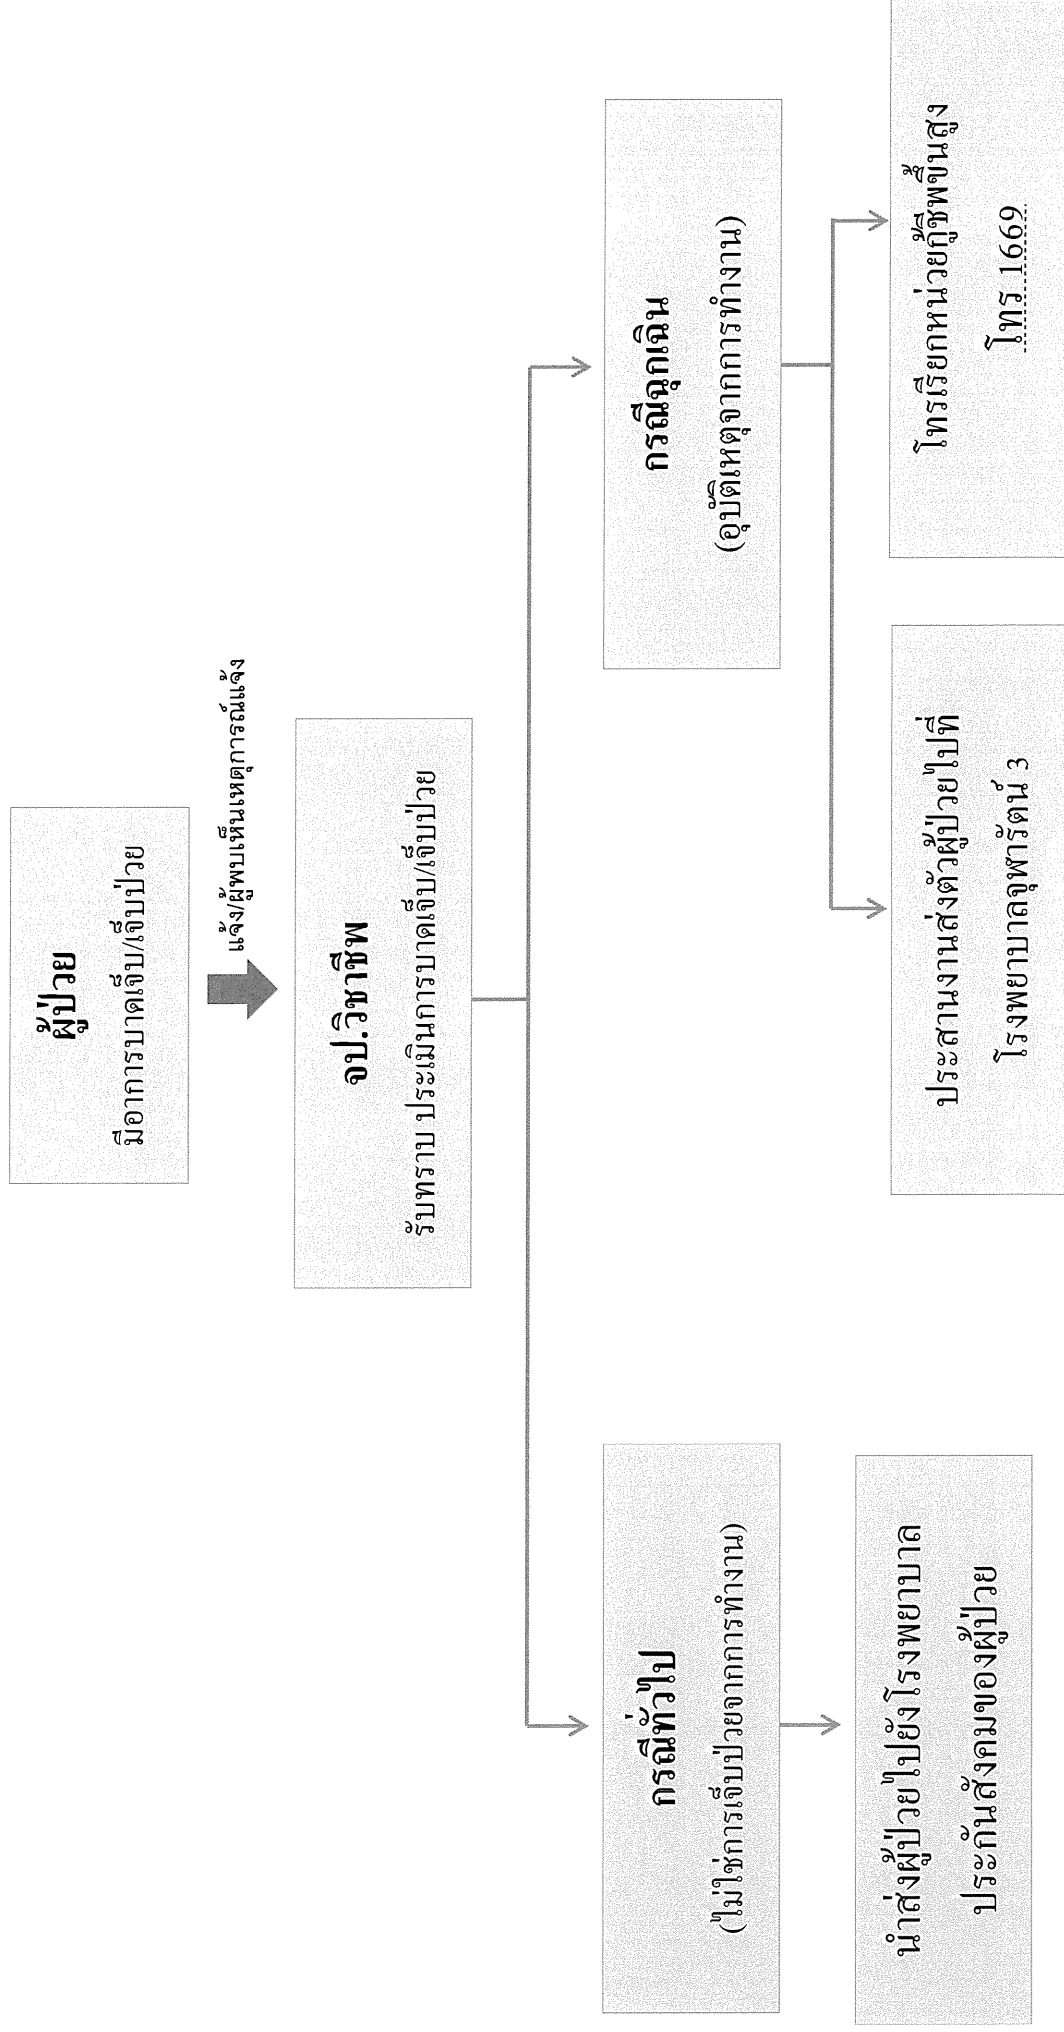 ผู้ป่วย
มีอาการบาดเจ็บ/เจ็บป่วย
แจ้ง/ผู้พบเห็นเหตุการณ์แจ้ง
จป.วิชาชีพ
รับทราบ ประเมินการบาดเจ็บ/เจ็บป่วย
กรณีทั่วไป
(ไม่ใช่การเจ็บป่วยจากการทำงาน)
นำส่งผู้ป่วยไปยังโรงพยาบาล
ประกันสังคมของผู้ป่วย
กรณีฉุกเฉิน
(อุบัติเหตุจากการทำงาน)
ประสานงานส่งตัวผู้ป่วยไปที่
โรงพยาบาลจุฬารัตน์ 3
โทรเรียกหน่วยกู้ชีพขั้นสูง
โทร 1669